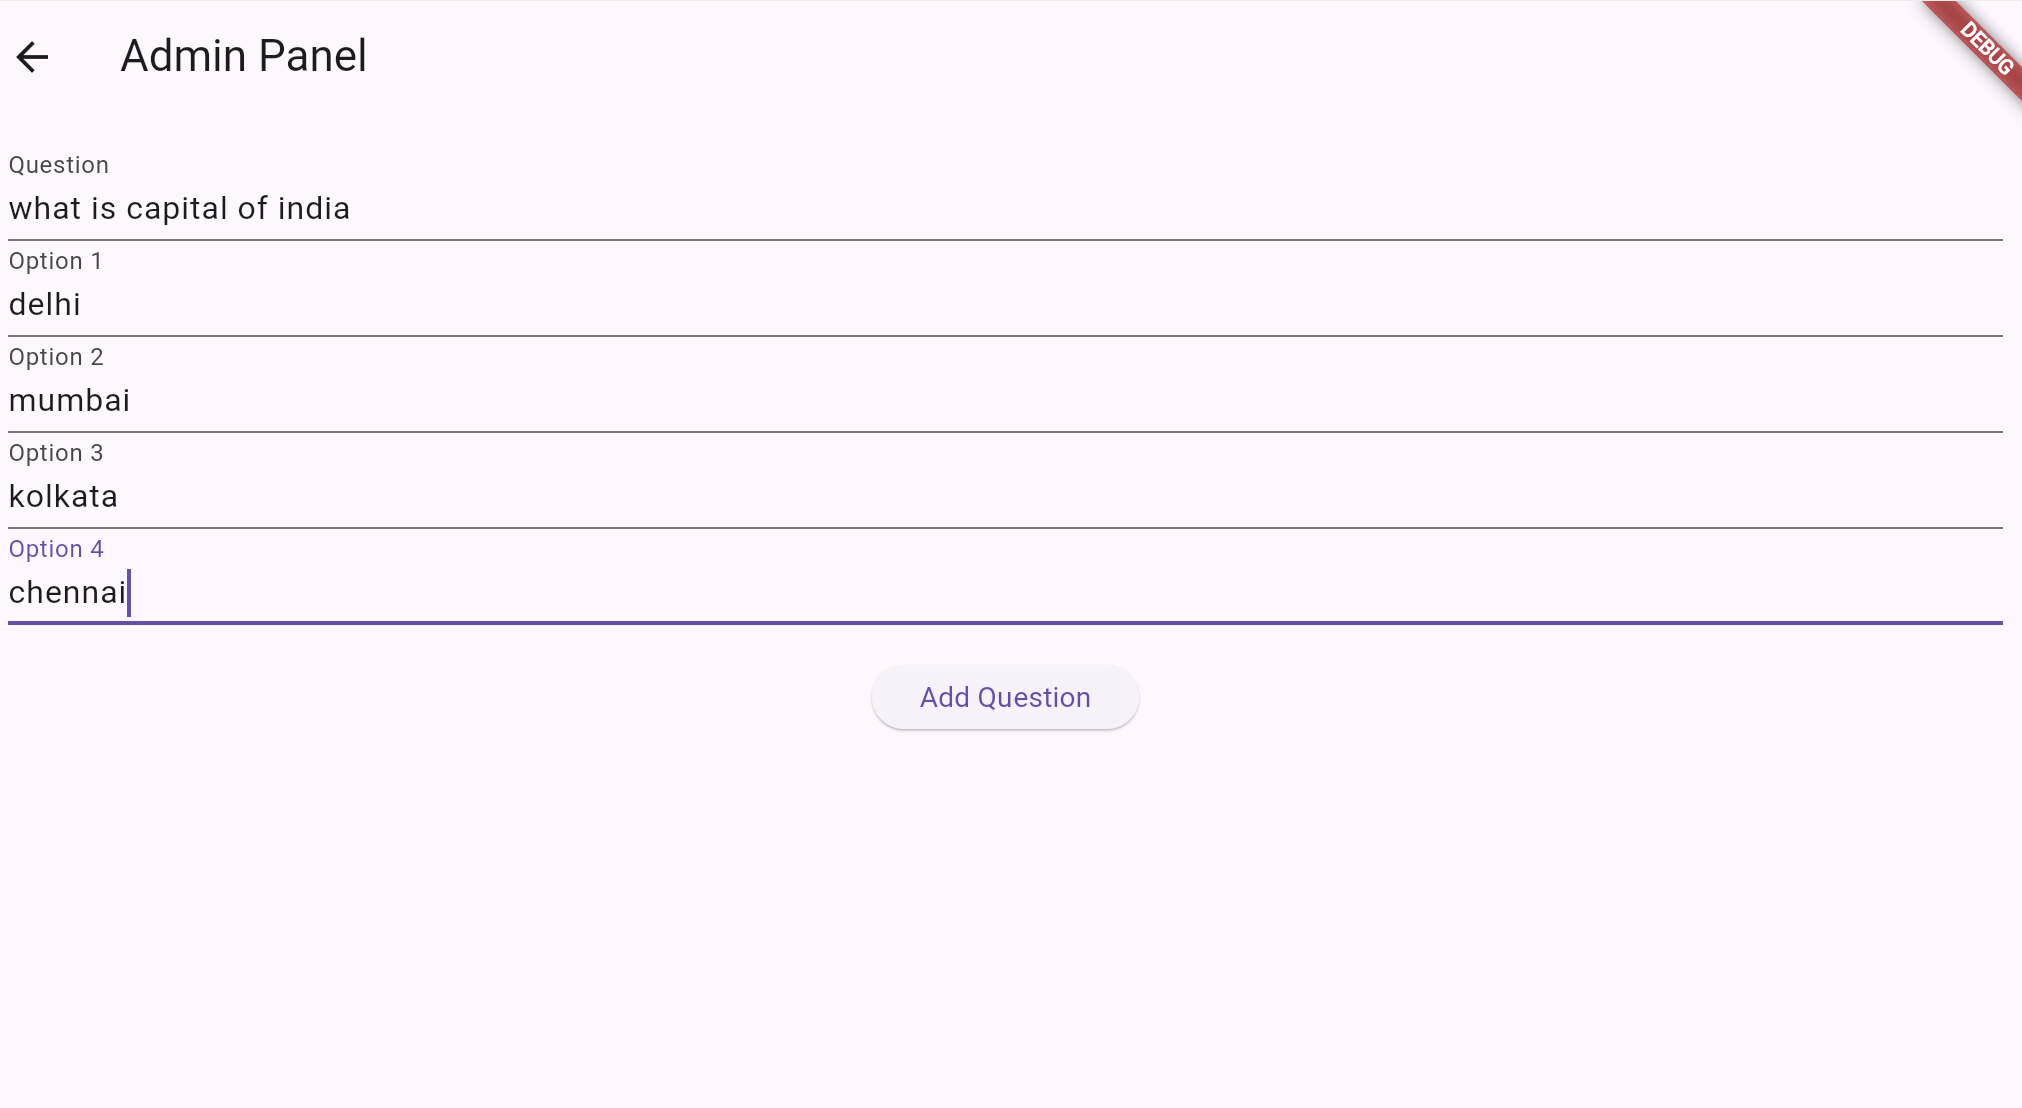 Admin Panel
DEBUG
Question
what is capital of india
Option 1
delhi
Option 2
mumbai
Option 3
kolkata
Option 4
chennai
Add Question